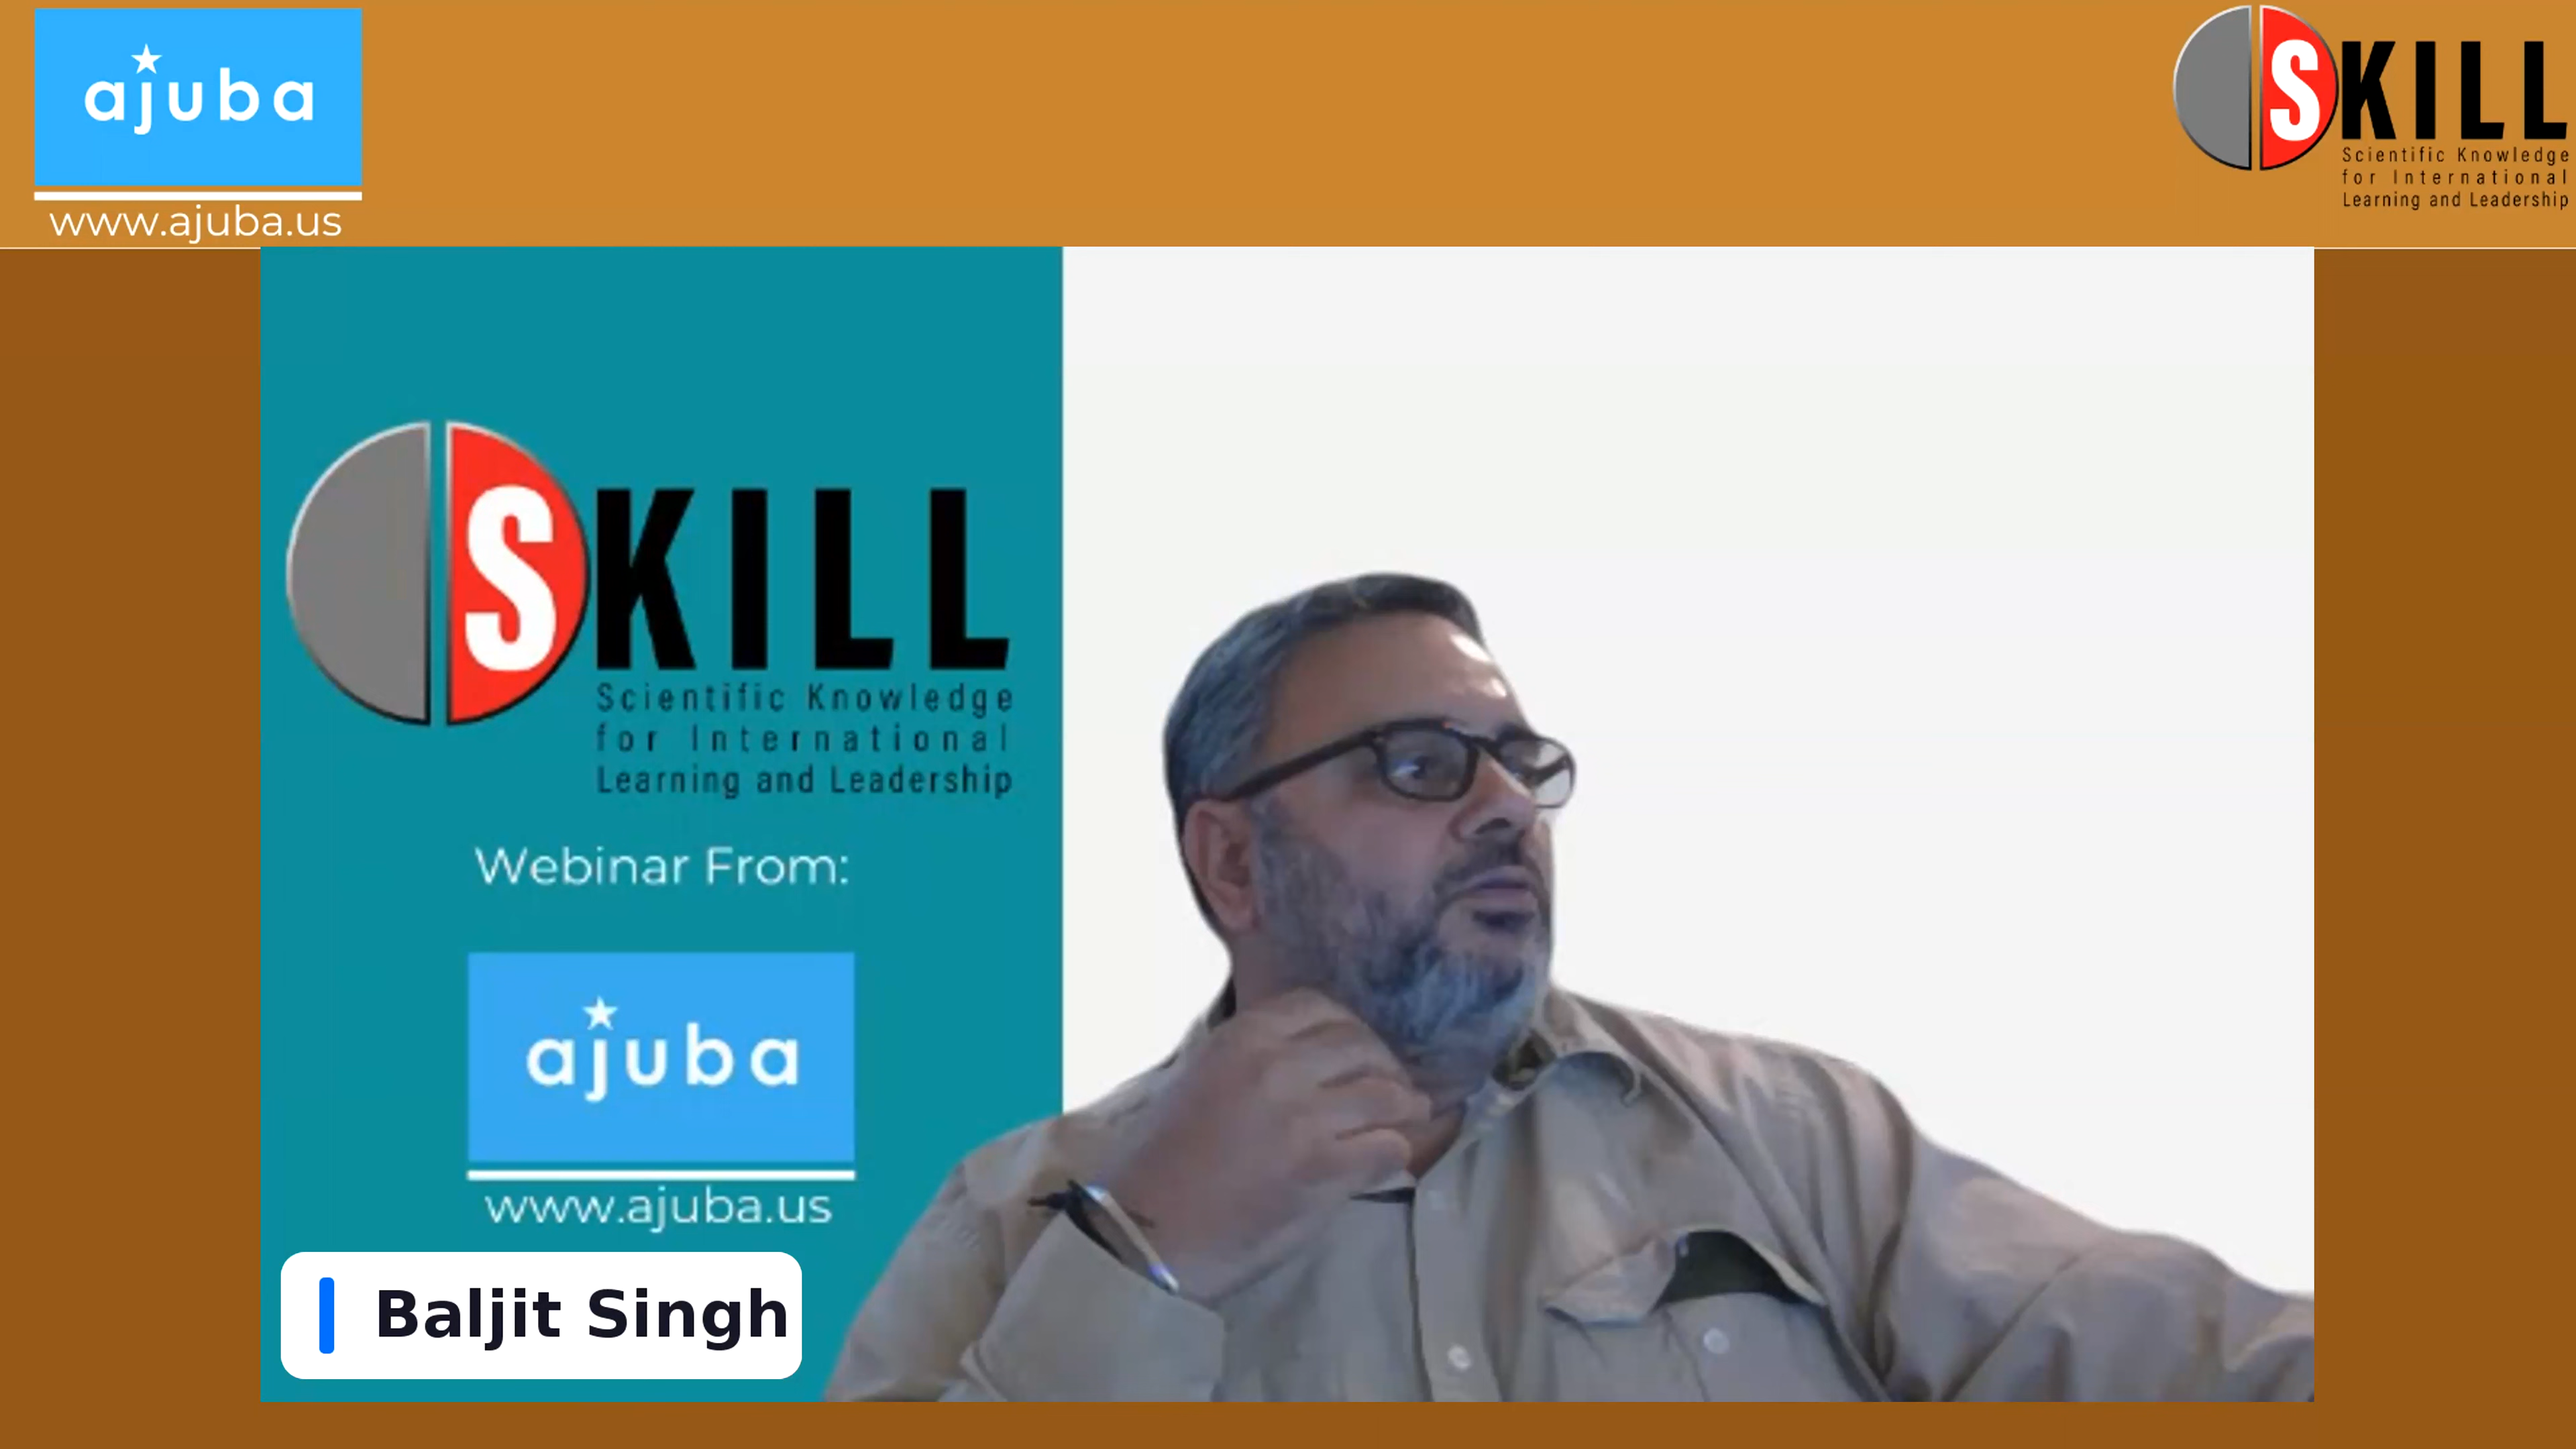 ajuba
www.ajuba.us
SKILL
Scientific Knowledge
for International
Learning and Leadership
SKILL
Scientific Knowledge
for International
Learning and Leadership
Webinar From:
ajuba
www.ajuba.us
Baljit Singh